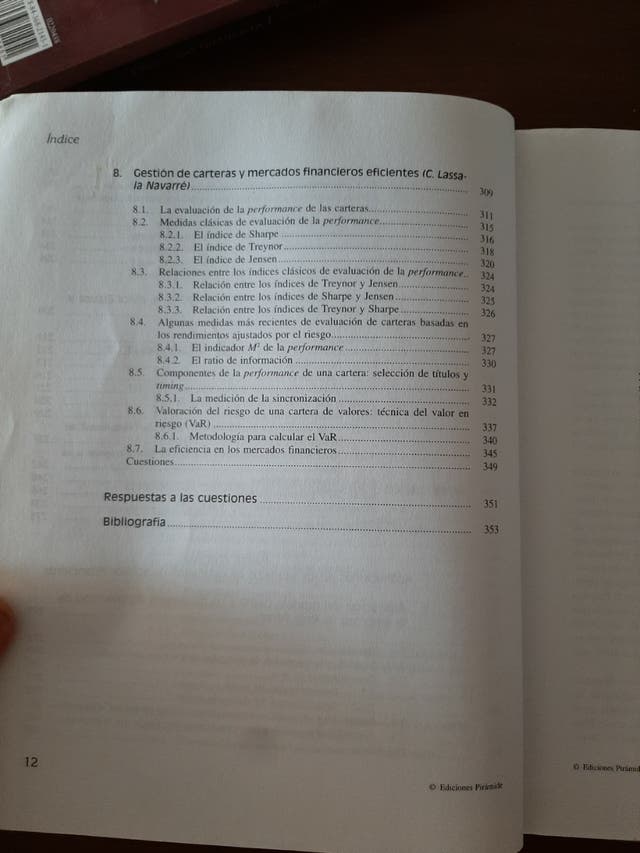 Índice
8. Gestión de carteras y mercados financieros eficientes (C. Lassa-
la Navarré) 309
8.1. La evaluación de la performance de las carteras 311
8.2. Medidas clásicas de evaluación de la performance 315
8.2.1. El índice de Sharpe 316
8.2.2. El índice de Treynor 318
8.2.3. El índice de Jensen 320
8.3. Relaciones entre los índices clásicos de evaluación de la performance 324
8.3.1. Relación entre los índices de Treynor y Jensen 324
8.3.2. Relación entre los índices de Sharpe y Jensen 325
8.3.3. Relación entre los índices de Treynor y Sharpe 326
8.4. Algunas medidas más recientes de evaluación de carteras basadas en
los rendimientos ajustados por el riesgo 327
8.4.1. El indicador M² de la performance 327
8.4.2. El ratio de información 330
8.5. Componentes de la performance de una cartera: selección de títulos y
timing 331
8.5.1. La medición de la sincronización 332
8.6. Valoración del riesgo de una cartera de valores: técnica del valor en
riesgo (VaR) 337
8.6.1. Metodología para calcular el VaR 340
8.7. La eficiencia en los mercados financieros 345
Cuestiones 349
Respuestas a las cuestiones 351
Bibliografía 353
12
© Ediciones Pirámide
© Ediciones Pirámid